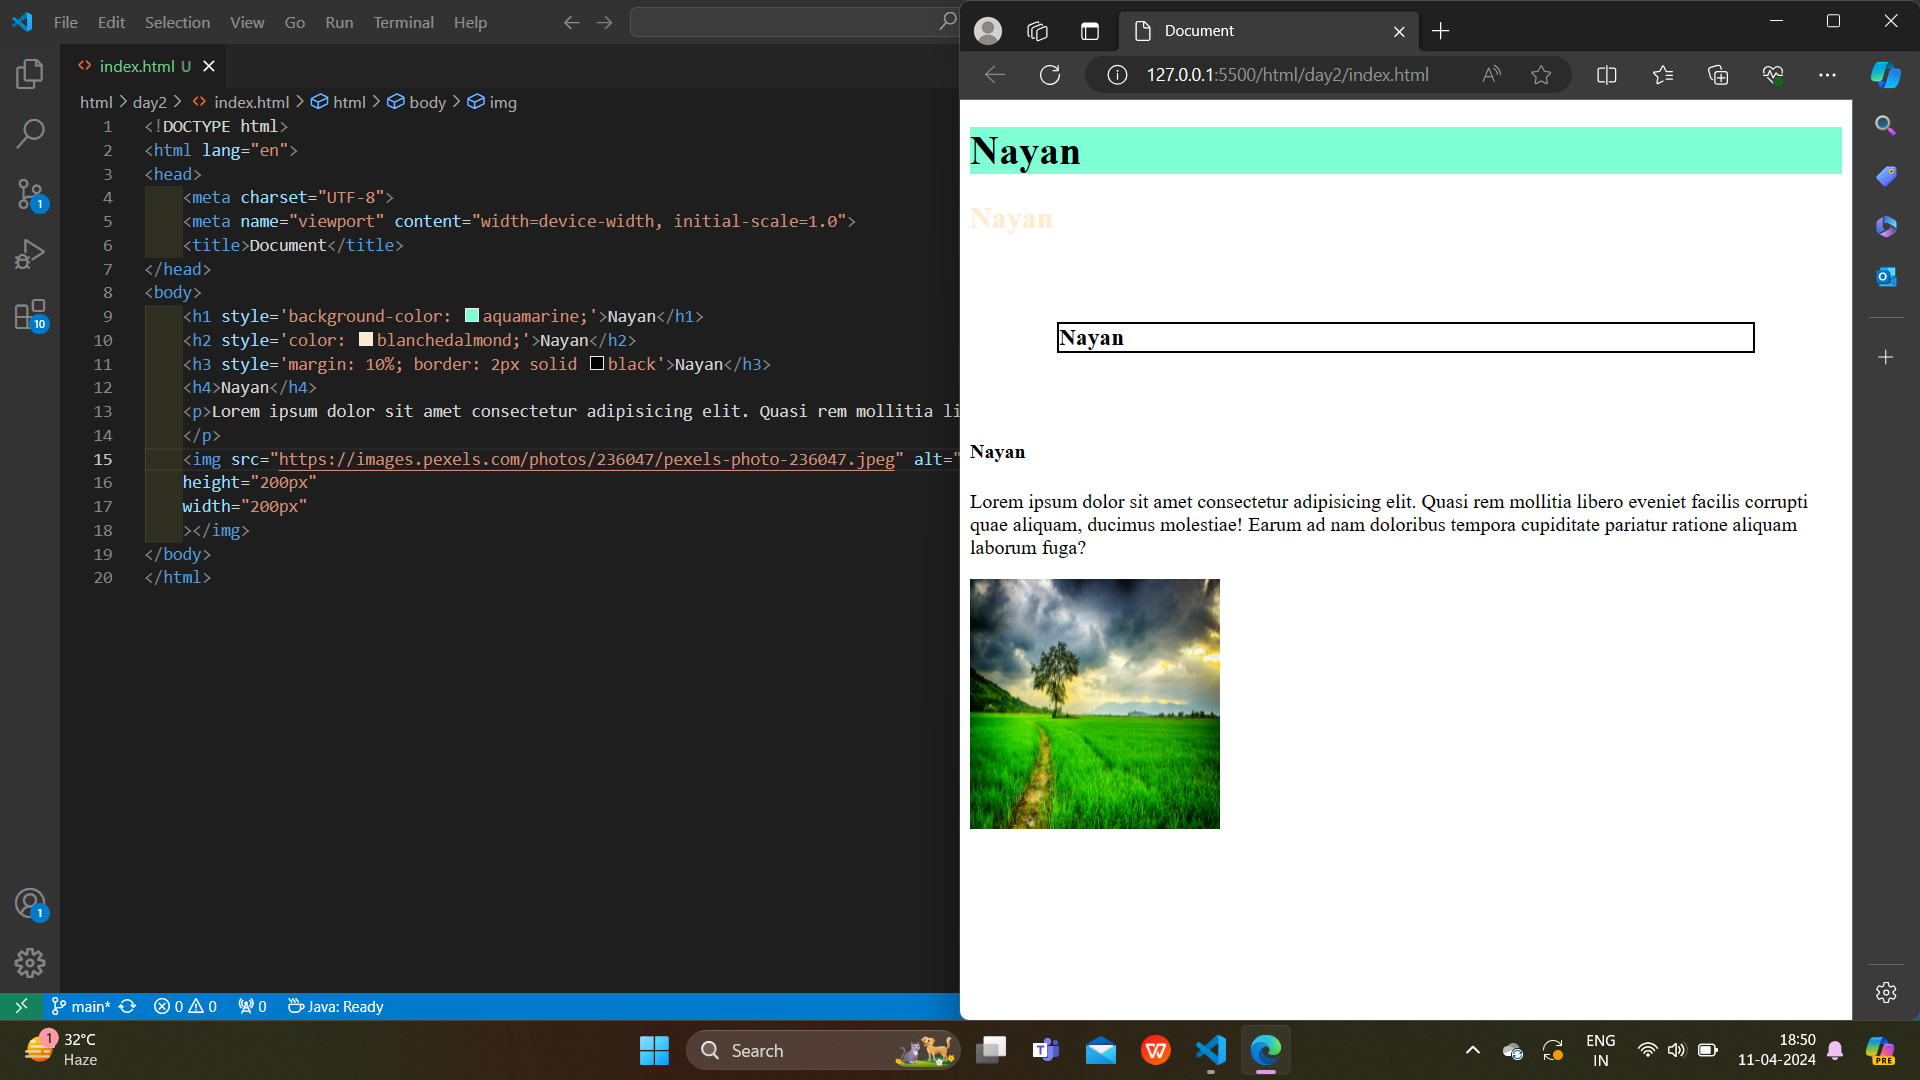 File Edit Selection View Go Run Terminal Help
index.html U
html > day2 > index.html > html > body > img
1 <!DOCTYPE html>
2 <html lang="en">
3 <head>
4 <meta charset="UTF-8">
5 <meta name="viewport" content="width=device-width, initial-scale=1.0">
6 <title>Document</title>
7 </head>
8 <body>
9 <h1 style='background-color: aquamarine;'>Nayan</h1>
10 <h2 style='color: blanchedalmond;'>Nayan</h2>
11 <h3 style='margin: 10%; border: 2px solid black'>Nayan</h3>
12 <h4>Nayan</h4>
13 <p>Lorem ipsum dolor sit amet consectetur adipisicing elit. Quasi rem mollitia li
14 </p>
15 <img src="https://images.pexels.com/photos/236047/pexels-photo-236047.jpeg" alt="
16 height="200px"
17 width="200px"
18 ></img>
19 </body>
20 </html>
1
10
1
main* 0 0 0 Java: Ready
Document
127.0.0.1:5500/html/day2/index.html
Nayan
Nayan
Nayan
Nayan
Lorem ipsum dolor sit amet consectetur adipisicing elit. Quasi rem mollitia libero eveniet facilis corrupti
quae aliquam, ducimus molestiae! Earum ad nam doloribus tempora cupiditate pariatur ratione aliquam
laborum fuga?
1
32°C
Haze
Search
ENG
IN
18:50
11-04-2024
PRE